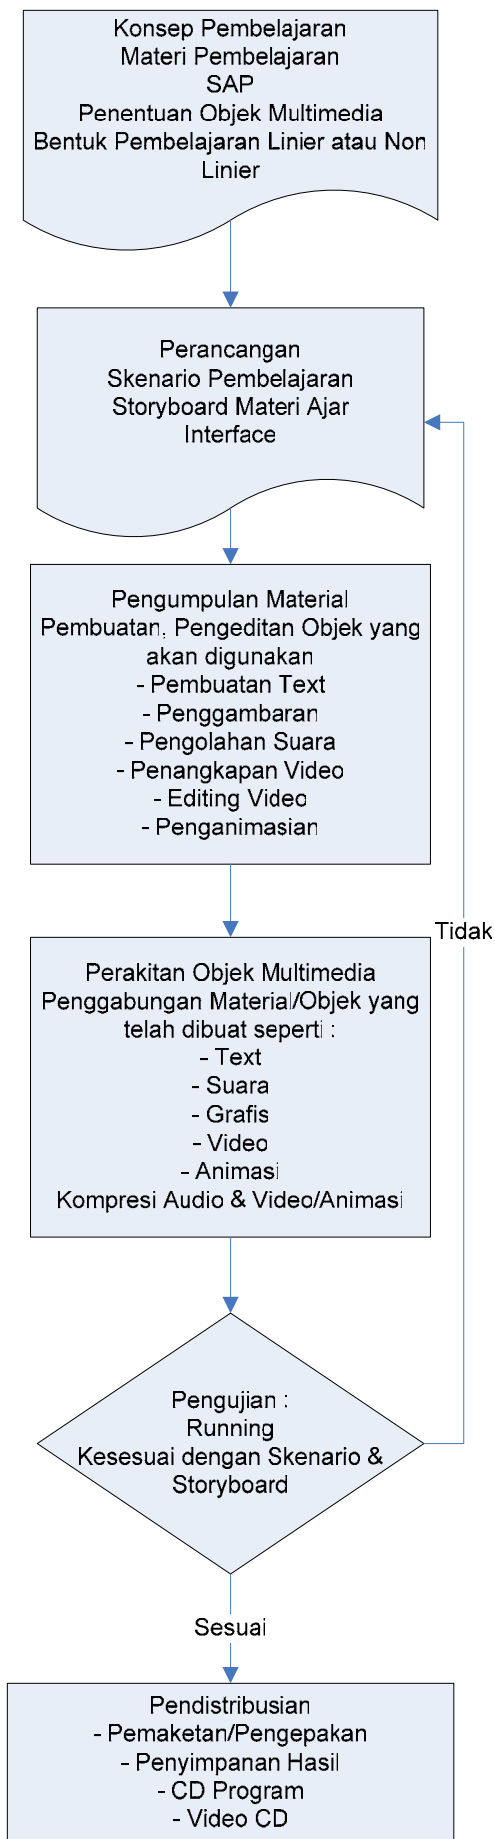 Konsep Pembelajaran
Materi Pembelajaran
SAP
Penentuan Objek Multimedia
Bentuk Pembelajaran Linier atau Non
Linier
Perancangan
Skenario Pembelajaran
Storyboard Materi Ajar
Interface
Pengumpulan Material
Pembuatan, Pengeditan Objek yang
akan digunakan
- Pembuatan Text
- Penggambaran
- Pengolahan Suara
- Penangkapan Video
- Editing Video
- Penganimasian
Tidak
Perakitan Objek Multimedia
Penggabungan Material/Objek yang
telah dibuat seperti :
- Text
- Suara
- Grafis
- Video
- Animasi
Kompresi Audio & Video/Animasi
Pengujian :
Running
Kesesuai dengan Skenario &
Storyboard
Sesuai
Pendistribusian
- Pemaketan/Pengepakan
- Penyimpanan Hasil
- CD Program
- Video CD